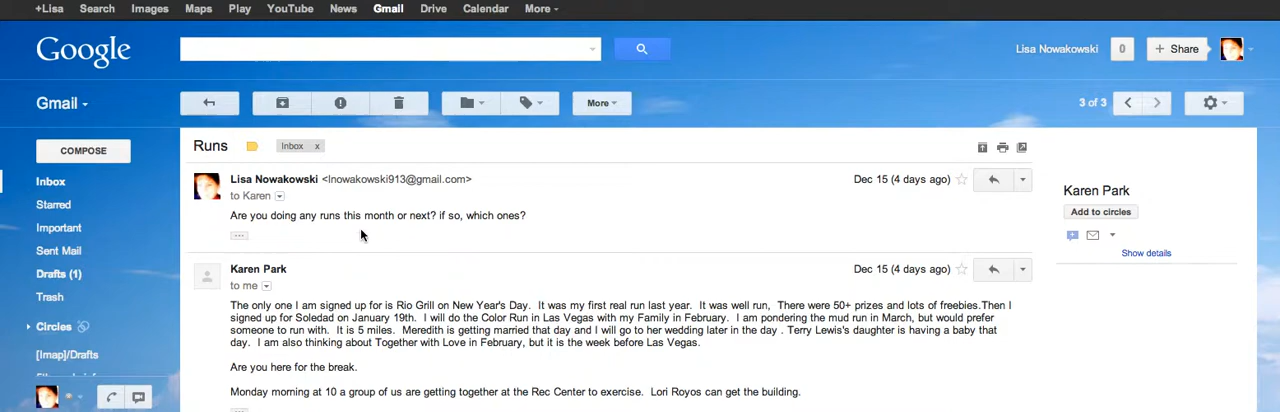 +Lisa Search Images Maps Play YouTube News Gmail Drive Calendar More
Google
Lisa Nowakowski 0 + Share
Gmail
More
3 of 3
COMPOSE
Runs Inbox x
Inbox
Starred
Important
Sent Mail
Drafts (1)
Trash
Circles
[Imap]/Drafts
Lisa Nowakowski <lnowakowski913@gmail.com> Dec 15 (4 days ago)
to Karen
Are you doing any runs this month or next? if so, which ones?
Karen Park Dec 15 (4 days ago)
to me
The only one I am signed up for is Rio Grill on New Year's Day. It was my first real run last year. It was well run, There were 50+ prizes and lots of freebies.Then I
signed up for Soledad on January 19th. I will do the Color Run in Las Vegas with my Family in February. I am pondering the mud run in March, but would prefer
someone to run with. It is 5 miles. Meredith is getting married that day and I will go to her wedding later in the day . Terry Lewis's daughter is having a baby that
day. I am also thinking about Together with Love in February, but it is the week before Las Vegas.
Are you here for the break.
Monday morning at 10 a group of us are getting together at the Rec Center to exercise. Lori Royos can get the building.
Karen Park
Add to circles
Show details